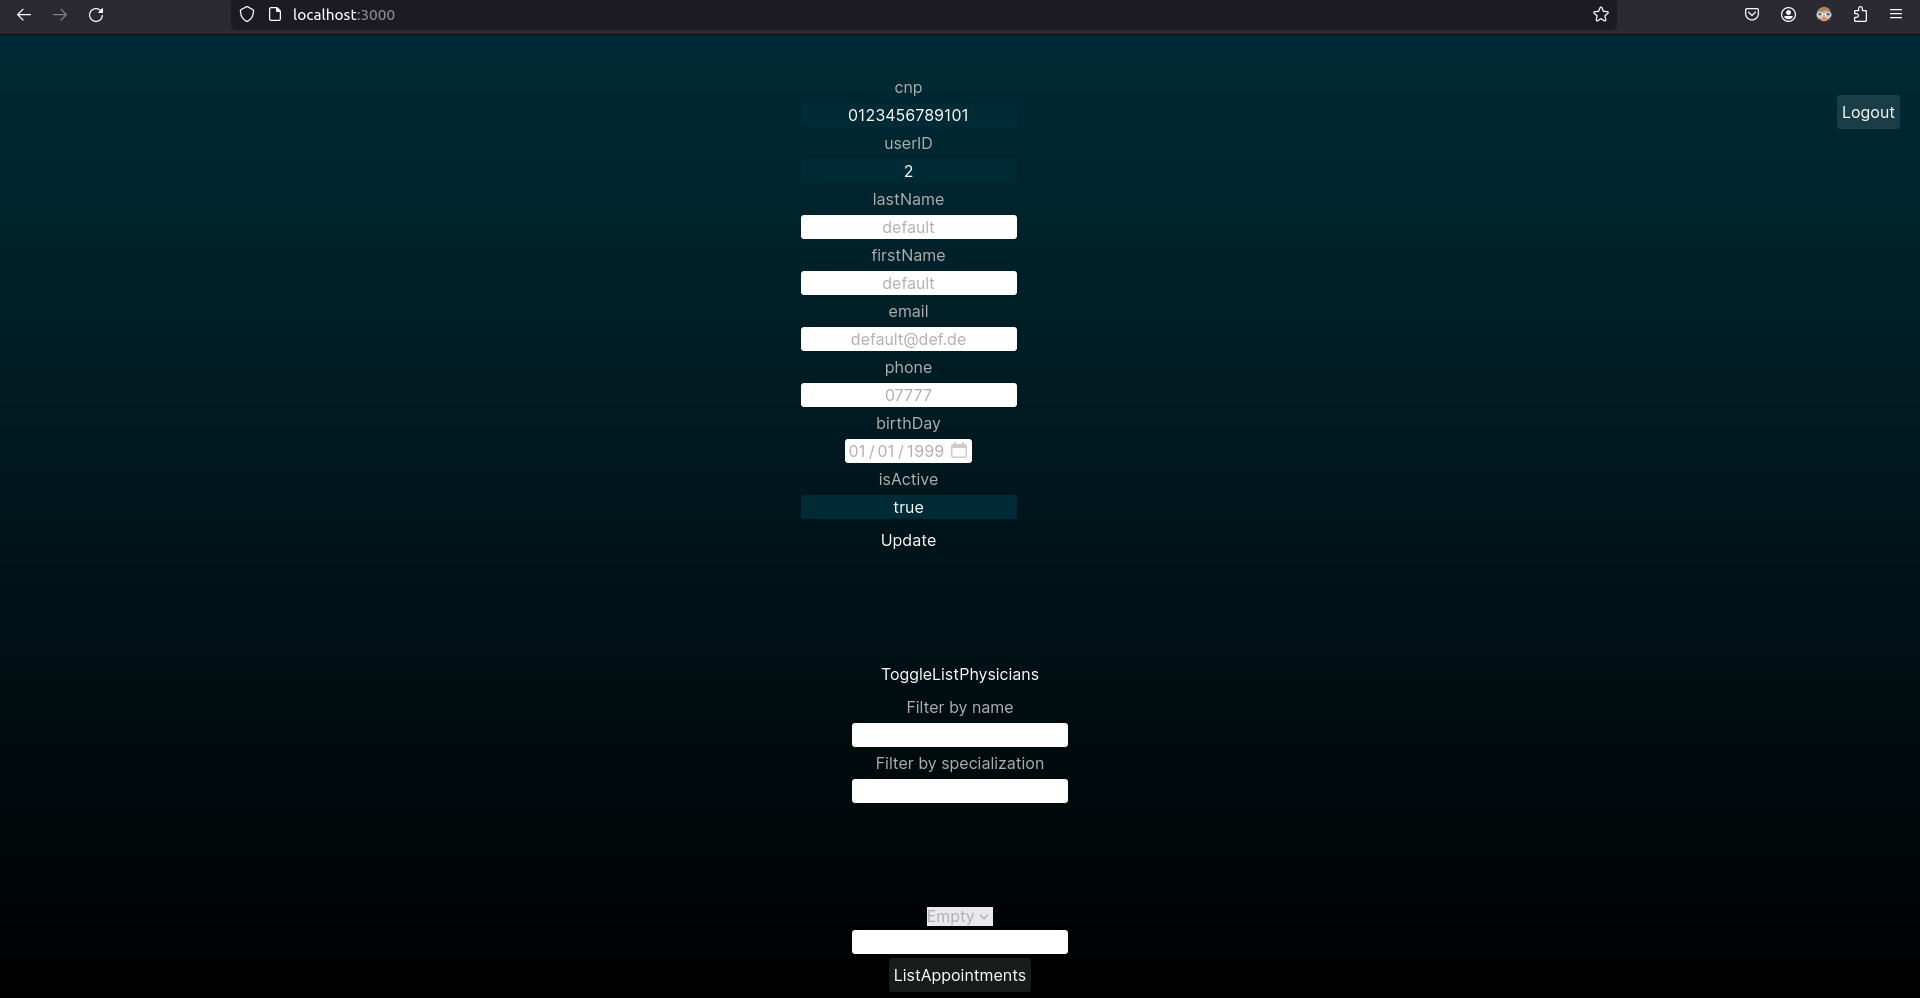 localhost:3000
cnp
0123456789101
Logout
userID
2
lastName
default
firstName
default
email
default@def.de
phone
07777
birthDay
01/01/1999
isActive
true
Update
ToggleListPhysicians
Filter by name
Filter by specialization
Empty
ListAppointments